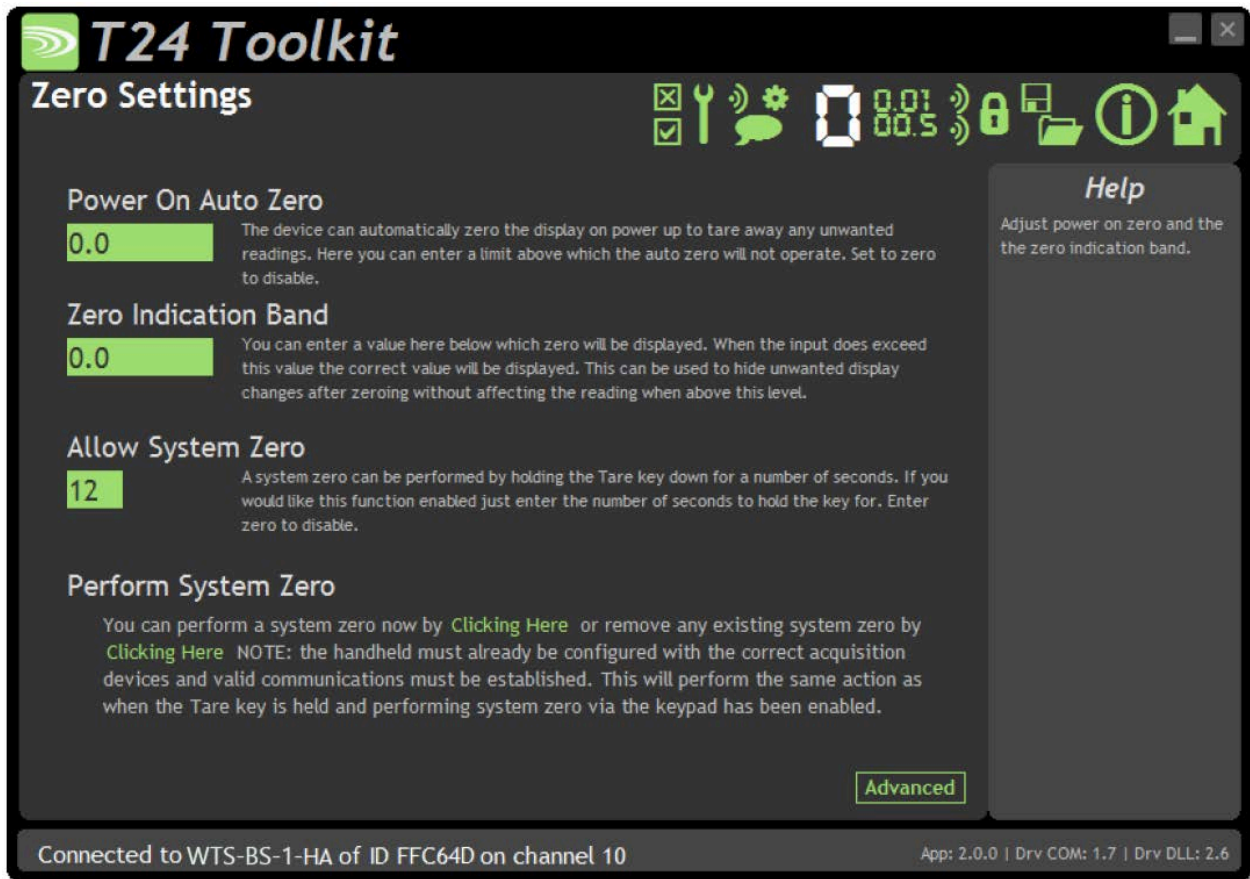 T24 Toolkit
Zero Settings
0
0.01
00.5
Power On Auto Zero
0.0
The device can automatically zero the display on power up to tare away any unwanted
readings. Here you can enter a limit above which the auto zero will not operate. Set to zero
to disable.
Zero Indication Band
0.0
You can enter a value here below which zero will be displayed. When the input does exceed
this value the correct value will be displayed. This can be used to hide unwanted display
changes after zeroing without affecting the reading when above this level.
Allow System Zero
12
A system zero can be performed by holding the Tare key down for a number of seconds. If you
would like this function enabled just enter the number of seconds to hold the key for. Enter
zero to disable.
Perform System Zero
You can perform a system zero now by Clicking Here or remove any existing system zero by
Clicking Here NOTE: the handheld must already be configured with the correct acquisition
devices and valid communications must be established. This will perform the same action as
when the Tare key is held and performing system zero via the keypad has been enabled.
Advanced
Help
Adjust power on zero and the
the zero indication band.
Connected to WTS-BS-1-HA of ID FFC64D on channel 10
App: 2.0.0 | Drv COM: 1.7 | Drv DLL: 2.6